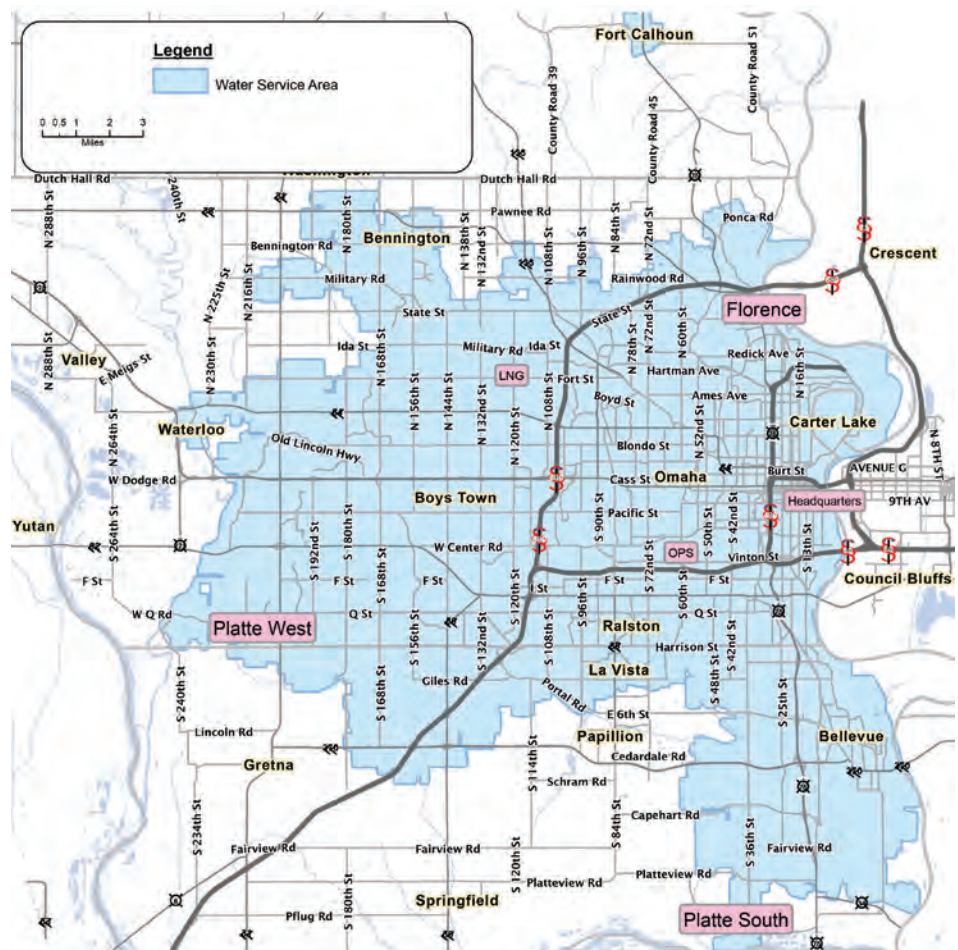 Legend
Water Service Area
0 0.5 1 2 3
Miles
Fort Calhoun
County Road 39
County Road 45
County Road 51
Washington
Dutch Hall Rd
Dutch Hall Rd
N 288th St
240th St
Pawnee Rd
Ponca Rd
N 180th St
Bennington
N 138th St
N 132nd St
N 108th St
N 96th St
N 84th St
N 72nd St
Bennington Rd
Crescent
Military Rd
Rainwood Rd
N 225th St
N 216th St
State St
State St
Florence
Ida St
N 168th St
Military Rd
Ida St
N 78th St
N 72nd St
N 60th St
Redick Ave
N 16th St
Valley
E Meigs St
N 288th St
N 230th St
LNG
Fort St
Hartman Ave
N 156th St
N 144th St
N 132nd St
N 120th St
N 108th St
Boyd St
Ames Ave
N 52nd St
Carter Lake
N 264th St
Waterloo
Old Lincoln Hwy
Blondo St
N 8TH ST
W Dodge Rd
Cass St
Omaha
Burt St
AVENUE G
Boys Town
Headquarters
9TH AV
Yutan
S 264th St
S 192nd St
S 180th St
S 168th St
S 90th St
Pacific St
S 50th St
S 42nd St
W Center Rd
OPS
Vinton St
S 13th St
F St
F St
F St
I St
F St
F St
S 72nd St
S 60th St
Council Bluffs
W Q Rd
Q St
S 156th St
S 132nd St
S 120th St
S 108th St
S 96th St
Q St
Platte West
Ralston
Harrison St
La Vista
S 48th St
S 42nd St
S 240th St
S 168th St
Giles Rd
Portal Rd
E 6th St
S 25th St
Lincoln Rd
Papillion
Bellevue
Gretna
Cedardale Rd
S 114th St
Schram Rd
S 234th St
S 84th St
Capehart Rd
S 36th St
Fairview Rd
Fairview Rd
Fairview Rd
S 120th St
Platteview Rd
Platteview Rd
S 180th St
Springfield
Pflug Rd
Platte South